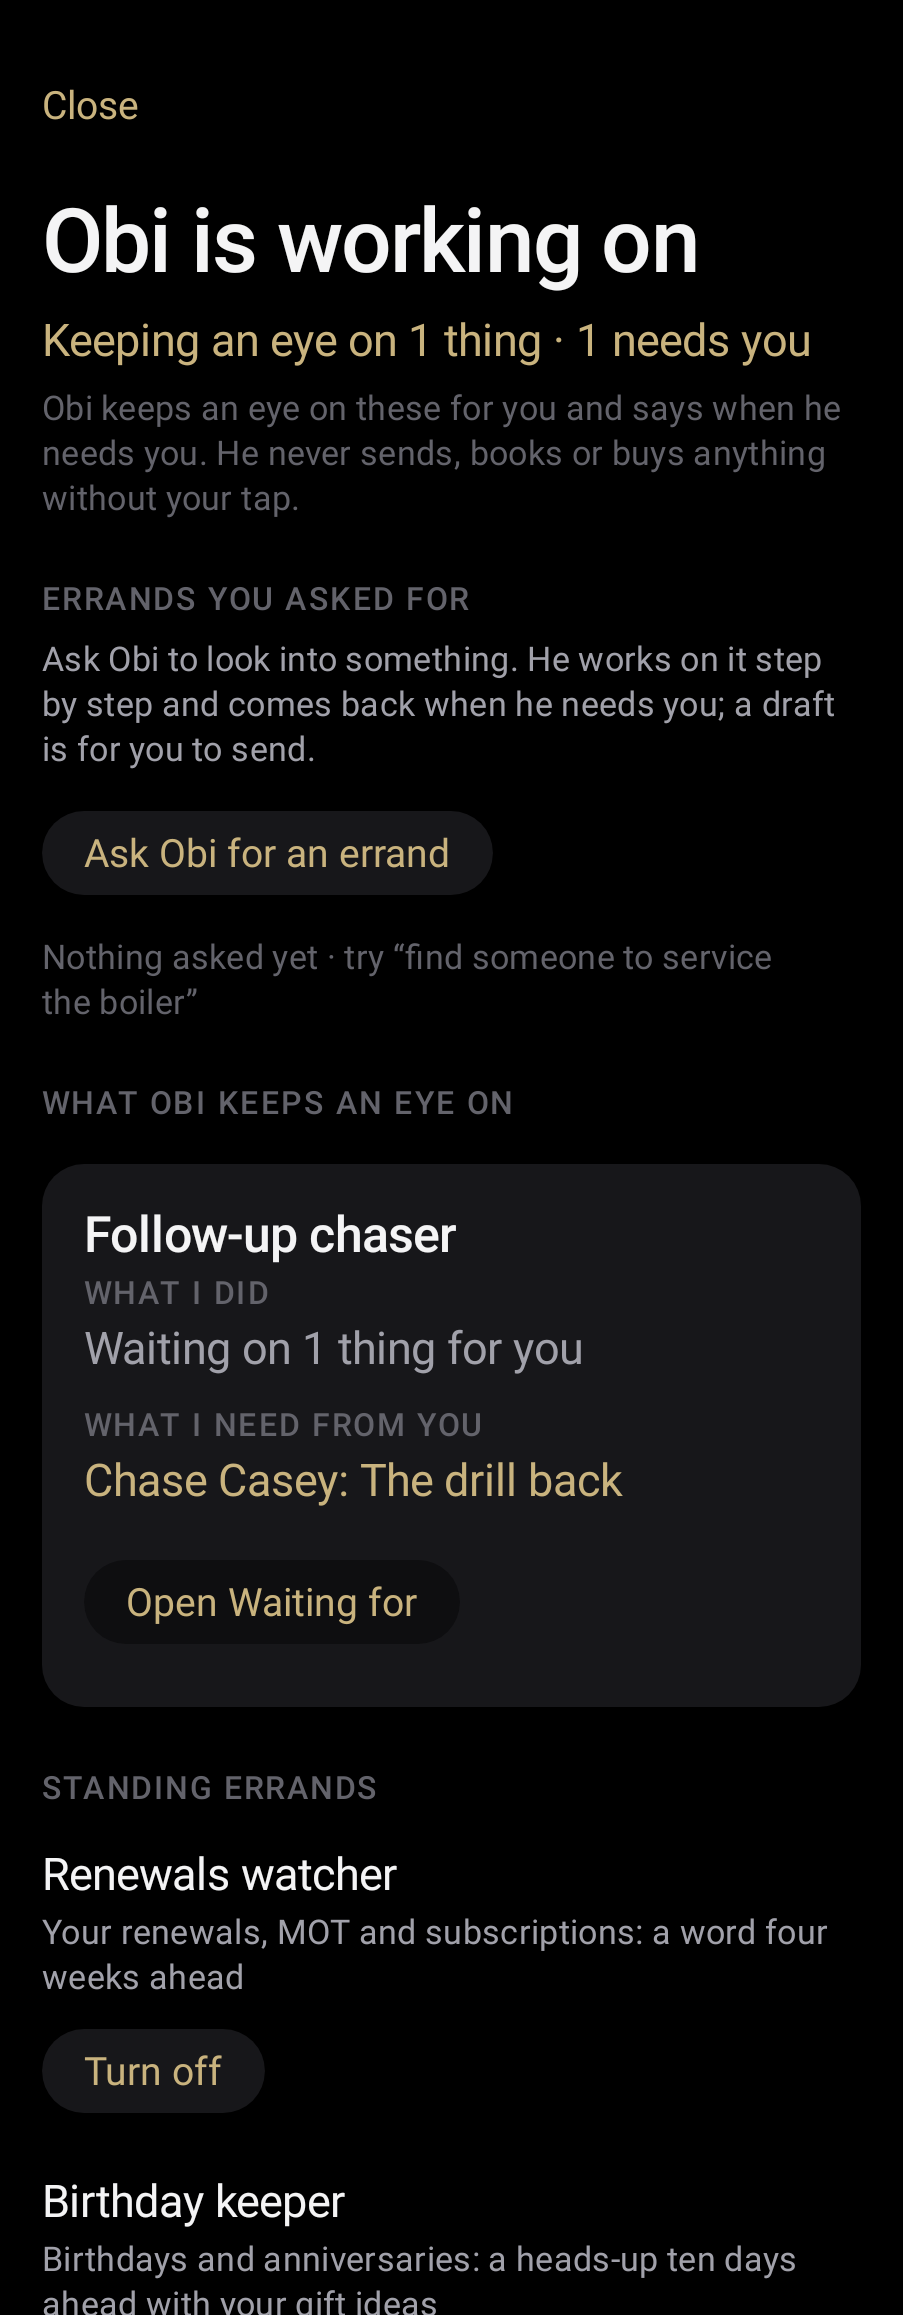 Close
Obi is working on
Keeping an eye on 1 thing · 1 needs you
Obi keeps an eye on these for you and says when he
needs you. He never sends, books or buys anything
without your tap.
ERRANDS YOU ASKED FOR
Ask Obi to look into something. He works on it step
by step and comes back when he needs you; a draft
is for you to send.
Ask Obi for an errand
Nothing asked yet · try “find someone to service
the boiler”
WHAT OBI KEEPS AN EYE ON
Follow-up chaser
WHAT I DID
Waiting on 1 thing for you
WHAT I NEED FROM YOU
Chase Casey: The drill back
Open Waiting for
STANDING ERRANDS
Renewals watcher
Your renewals, MOT and subscriptions: a word four
weeks ahead
Turn off
Birthday keeper
Birthdays and anniversaries: a heads-up ten days
ahead with your gift ideas